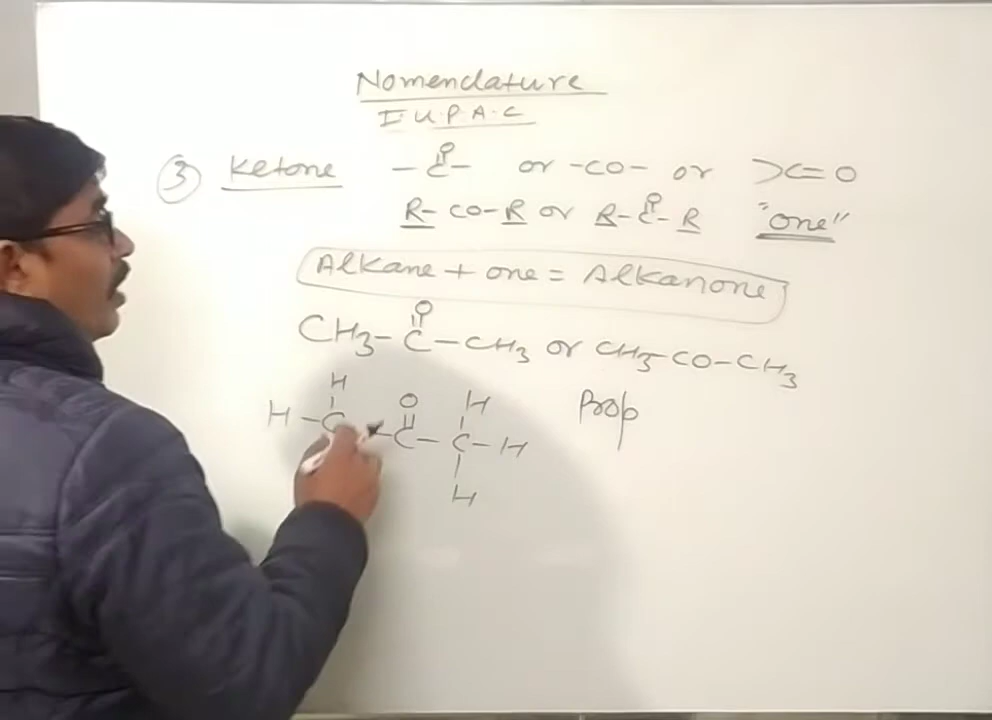 Nomenclature
I.U.P.A.C
③ Ketone -C- or -CO- or >C=O
O
R-CO-R or R-C-R "one"
O
Alkane + one = Alkanone
O
CH3-C-CH3 or CH3-CO-CH3
H O H Prop
H-C-C-C-H
H